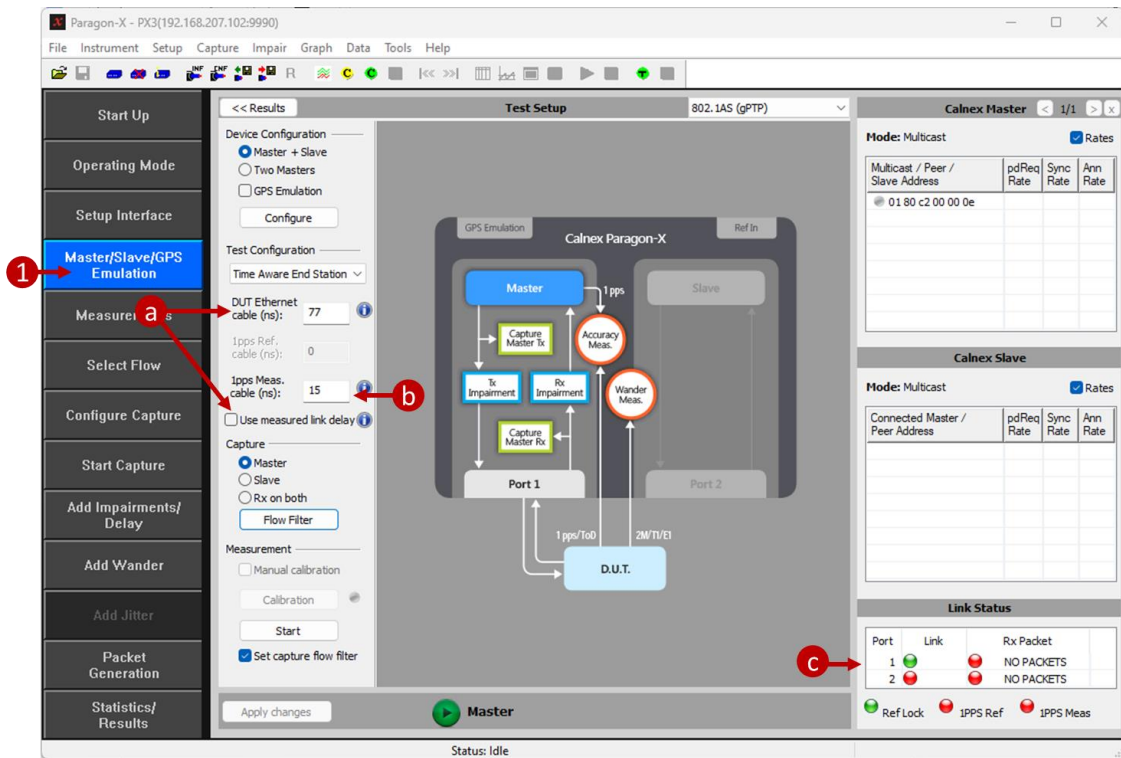 Paragon-X - PX3(192.168.207.102:9990)
File Instrument Setup Capture Impair Graph Data Tools Help
INF INF R C C |<< >>| T
Start Up
Operating Mode
Setup Interface
1
Master/Slave/GPS
Emulation
Measure s
Select Flow
Configure Capture
Start Capture
Add Impairments/
Delay
Add Wander
Add Jitter
Packet
Generation
Statistics/
Results
<< Results
Test Setup
802.1AS (gPTP)
Device Configuration
Master + Slave
Two Masters
GPS Emulation
Configure
Test Configuration
Time Aware End Station
a
DUT Ethernet
cable (ns): 77 i
1pps Ref.
cable (ns): 0
1pps Meas.
cable (ns): 15 i
b
Use measured link delay i
Capture
Master
Slave
Rx on both
Flow Filter
Measurement
Manual calibration
Calibration
Start
Set capture flow filter
Apply changes
Master
GPS Emulation
Calnex Paragon-X
Ref In
Master
1 pps
Slave
Capture
Master Tx
Accuracy
Meas.
Tx
Impairment
Rx
Impairment
Wander
Meas.
Capture
Master Rx
Port 1
Port 2
1 pps/ToD
2M/T1/E1
D.U.T.
Calnex Master < 1/1 > x
Mode: Multicast
Rates
Multicast / Peer /
Slave Address
pdReq
Rate
Sync
Rate
Ann
Rate
01 80 c2 00 00 0e
Calnex Slave
Mode: Multicast
Rates
Connected Master /
Peer Address
pdReq
Rate
Sync
Rate
Ann
Rate
Link Status
c
Port Link Rx Packet
1 NO PACKETS
2 NO PACKETS
Ref Lock 1PPS Ref 1PPS Meas
Status: Idle